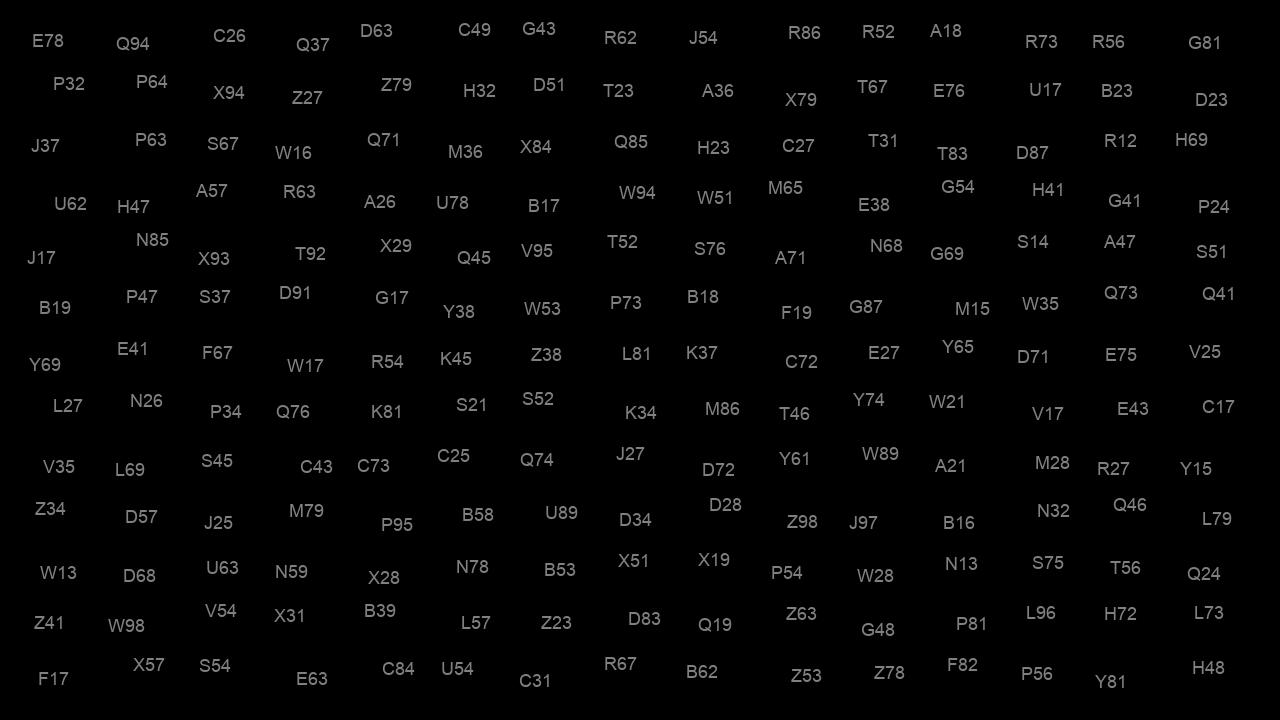 E78 Q94 C26 Q37 D63 C49 G43 R62 J54 R86 R52 A18 R73 R56 G81
P32 P64 X94 Z27 Z79 H32 D51 T23 A36 X79 T67 E76 U17 B23 D23
J37 P63 S67 W16 Q71 M36 X84 Q85 H23 C27 T31 T83 D87 R12 H69
U62 H47 A57 R63 A26 U78 B17 W94 W51 M65 E38 G54 H41 G41 P24
J17 N85 X93 T92 X29 Q45 V95 T52 S76 A71 N68 G69 S14 A47 S51
B19 P47 S37 D91 G17 Y38 W53 P73 B18 F19 G87 M15 W35 Q73 Q41
Y69 E41 F67 W17 R54 K45 Z38 L81 K37 C72 E27 Y65 D71 E75 V25
L27 N26 P34 Q76 K81 S21 S52 K34 M86 T46 Y74 W21 V17 E43 C17
V35 L69 S45 C43 C73 C25 Q74 J27 D72 Y61 W89 A21 M28 R27 Y15
Z34 D57 J25 M79 P95 B58 U89 D34 D28 Z98 J97 B16 N32 Q46 L79
W13 D68 U63 N59 X28 N78 B53 X51 X19 P54 W28 N13 S75 T56 Q24
Z41 W98 V54 X31 B39 L57 Z23 D83 Q19 Z63 G48 P81 L96 H72 L73
F17 X57 S54 E63 C84 U54 C31 R67 B62 Z53 Z78 F82 P56 Y81 H48